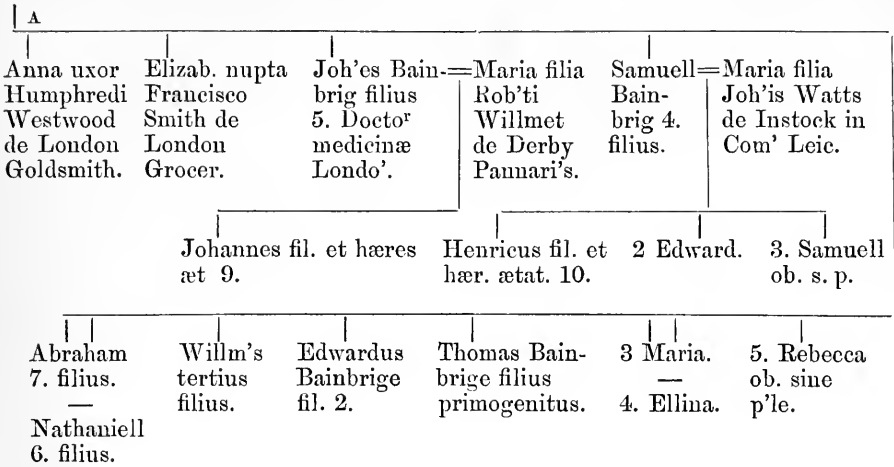 A
Anna uxor
Humphredi
Westwood
de London
Goldsmith.
Elizab. nupta
Francisco
Smith de
London
Grocer.
Joh'es Bain-
brig filius
5. Doctor
medicinæ
Londo'.
=Maria filia
Rob'ti
Willmet
de Derby
Pannari's.
Samuell
Bain-
brig 4.
filius.
=Maria filia
Joh'is Watts
de Instock in
Com' Leic.
Johannes fil. et hæres
æt 9.
Henricus fil. et
hær. ætat. 10.
2 Edward.
3. Samuell
ob. s. p.
Abraham
7. filius.
—
Nathaniell
6. filius.
Willm's
tertius
filius.
Edwardus
Bainbrige
fil. 2.
Thomas Bain-
brige filius
primogenitus.
3 Maria.
—
4. Ellina.
5. Rebecca
ob. sine
p'le.